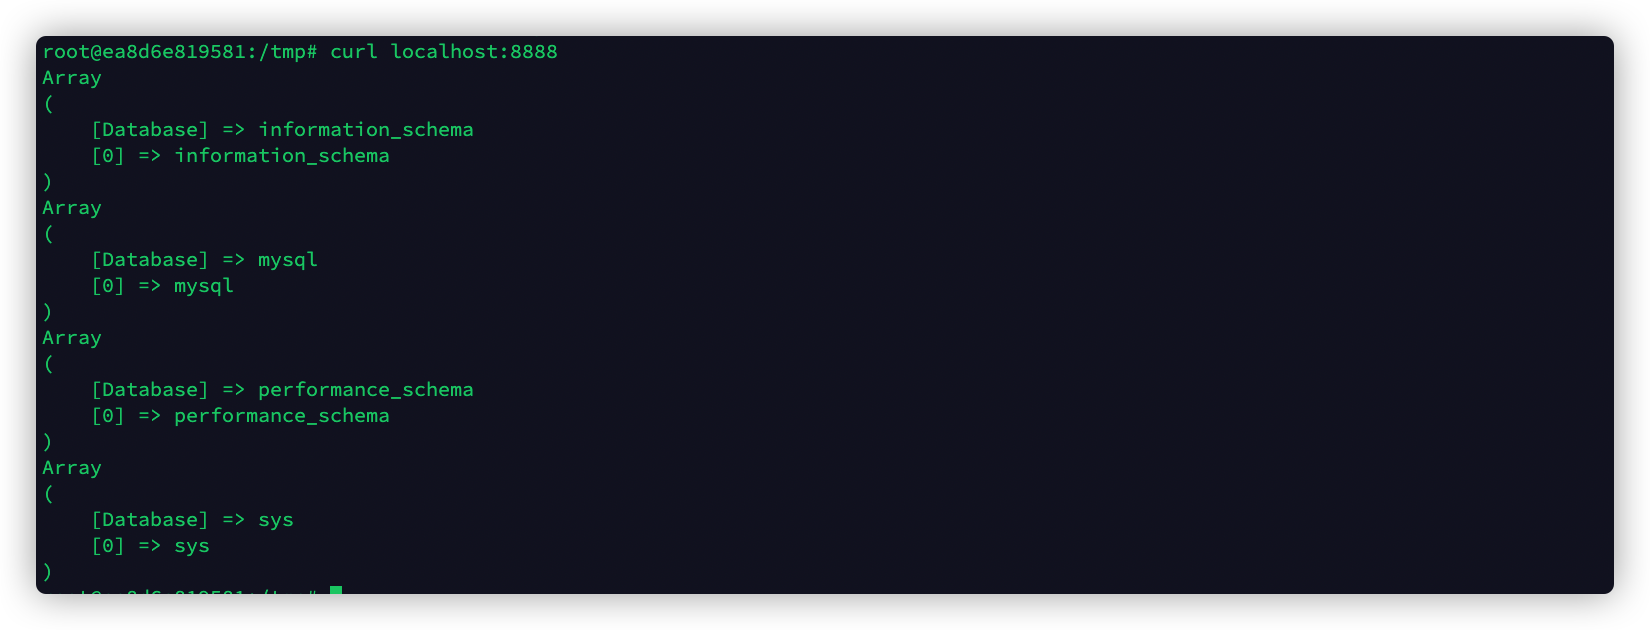 root@ea8d6e819581:/tmp# curl localhost:8888
Array
(
    [Database] => information_schema
    [0] => information_schema
)
Array
(
    [Database] => mysql
    [0] => mysql
)
Array
(
    [Database] => performance_schema
    [0] => performance_schema
)
Array
(
    [Database] => sys
    [0] => sys
)